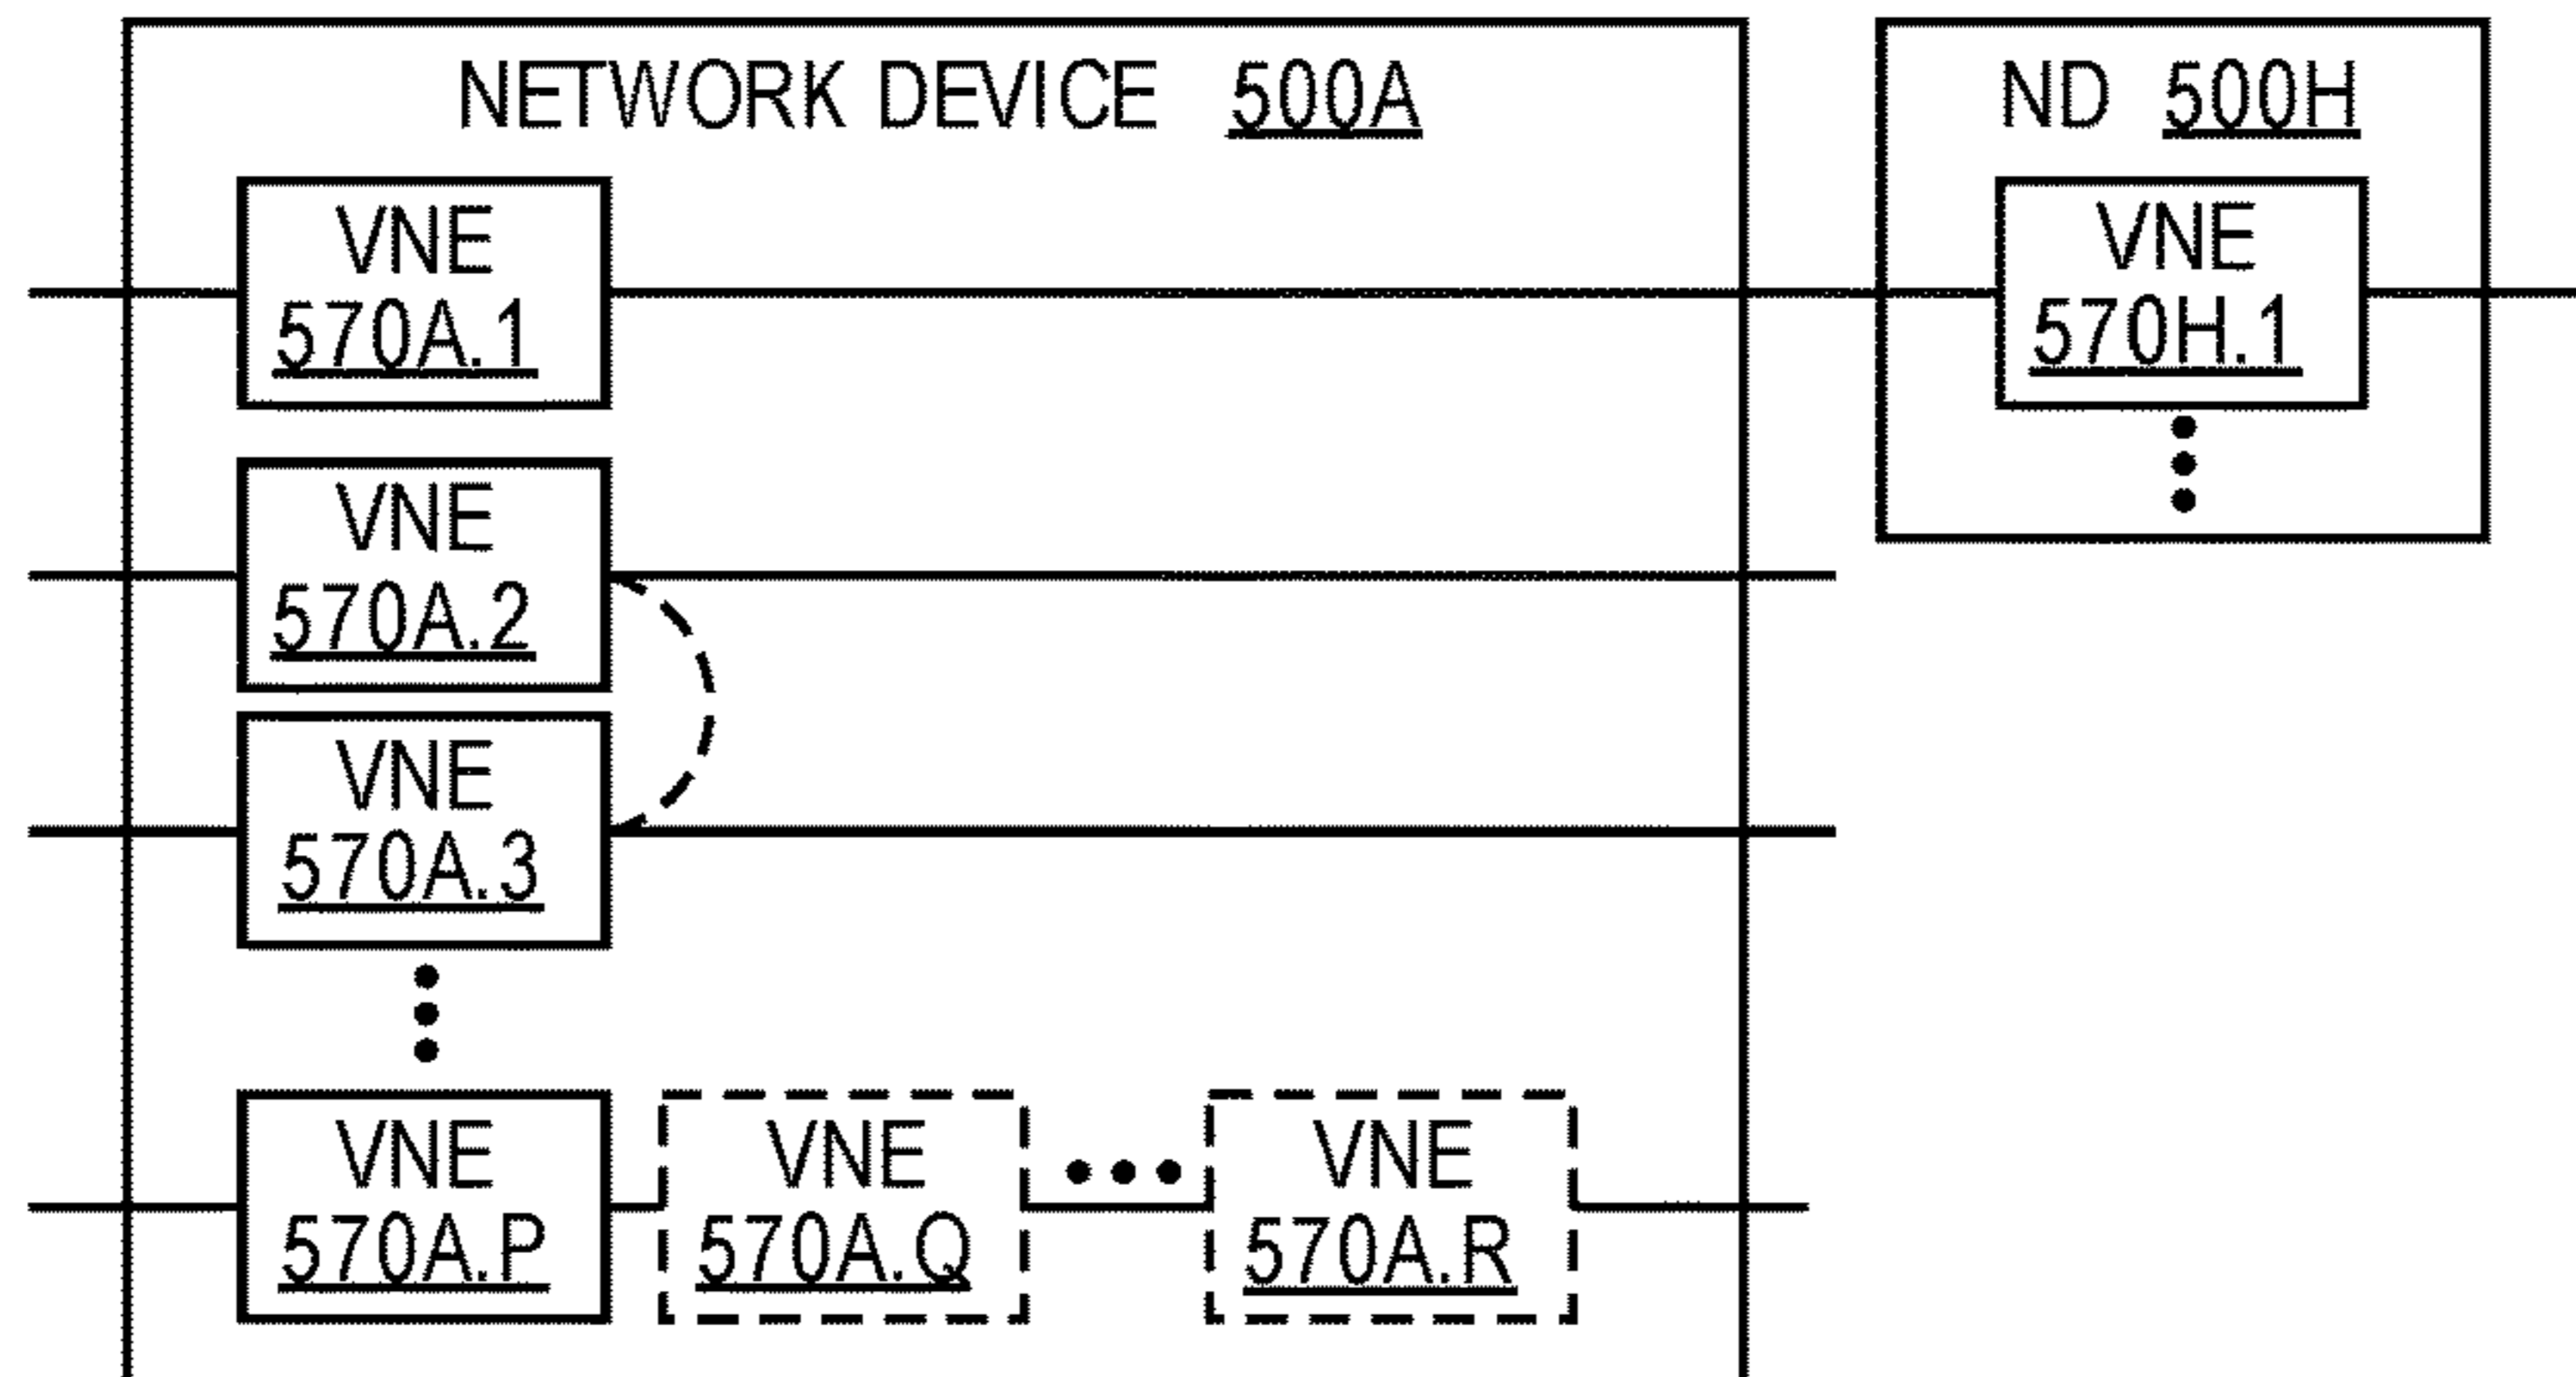 NETWORK DEVICE 500A
ND 500H
VNE
570A.1
VNE
570H.1
VNE
570A.2
VNE
570A.3
VNE
570A.P
VNE
570A.Q
VNE
570A.R